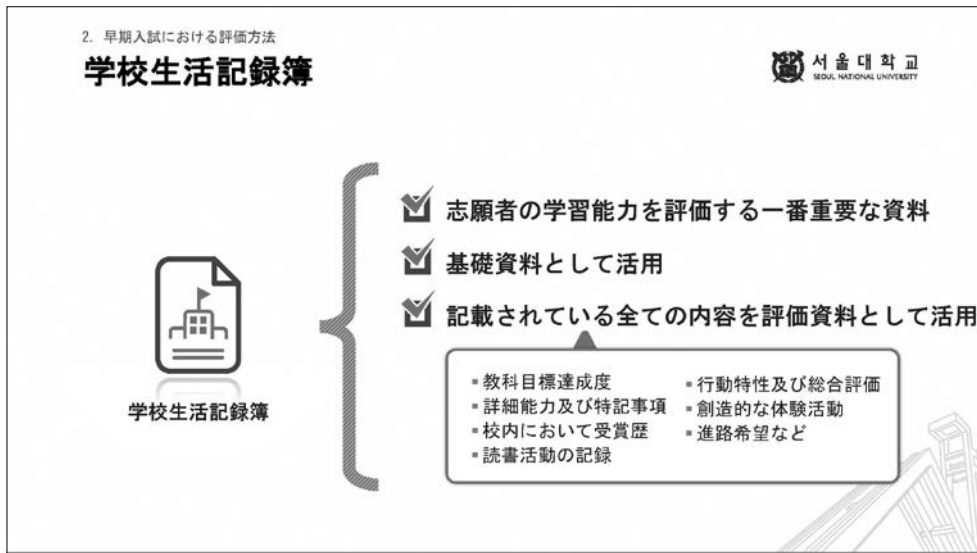 2. 早期入試における評価方法
学校生活記録簿
서울대학교
SEOUL NATIONAL UNIVERSITY
志願者の学習能力を評価する一番重要な資料
基礎資料として活用
記載されている全ての内容を評価資料として活用
学校生活記録簿
▪教科目標達成度
▪詳細能力及び特記事項
▪校内において受賞歴
▪読書活動の記録
▪行動特性及び総合評価
▪創造的な体験活動
▪進路希望など